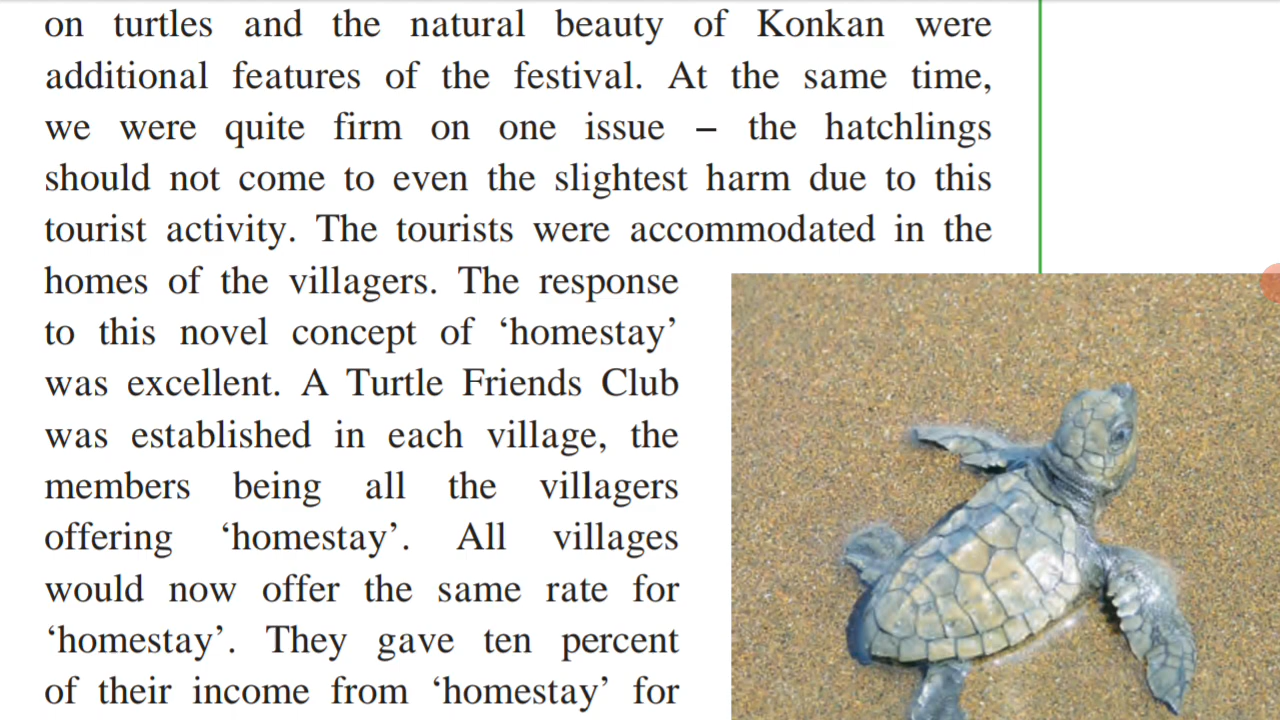 on turtles and the natural beauty of Konkan were
additional features of the festival. At the same time,
we were quite firm on one issue – the hatchlings
should not come to even the slightest harm due to this
tourist activity. The tourists were accommodated in the
homes of the villagers. The response
to this novel concept of ‘homestay’
was excellent. A Turtle Friends Club
was established in each village, the
members being all the villagers
offering ‘homestay’. All villages
would now offer the same rate for
‘homestay’. They gave ten percent
of their income from ‘homestay’ for